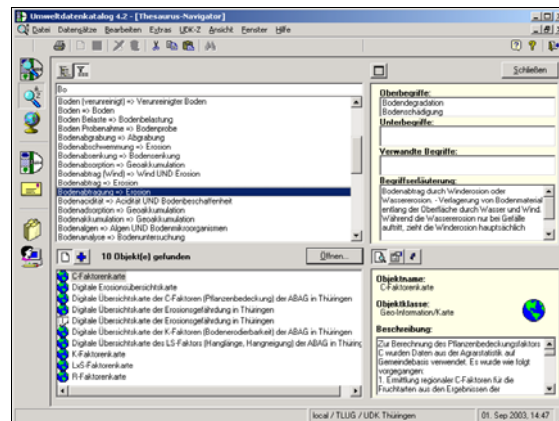 Umweltdatenkatalog 4.2 - [Thesaurus-Navigator]
Datei Datensätze Bearbeiten Extras UDK-Z Ansicht Fenster Hilfe
Bo
Boden (verunreinigt) => Verunreinigter Boden
Boden => Boden
Boden Belaste => Bodenbelastung
Boden Probenahme => Bodenprobe
Bodenabgrabung => Abgrabung
Bodenabschwemmung => Erosion
Bodenabsenkung => Bodensenkung
Bodenabsorption => Geoakkumulation
Bodenabtrag (Wind) => Wind UND Erosion
Bodenabtrag => Erosion
Bodenabtragung => Erosion
Bodenacidität => Acidität UND Bodenbeschaffenheit
Bodenadsorption => Geoakkumulation
Bodenakkumulation => Geoakkumulation
Bodenalgen => Algen UND Bodenmikroorganismen
Bodenanalyse => Bodenuntersuchung
10 Objekt(e) gefunden
Öffnen...
C-Faktorenkarte
Digitale Erosionsübersichtskarte
Digitale Übersichtskarte der C-Faktoren (Pflanzenbedeckung) der ABAG in Thüringen
Digitale Übersichtskarte der Erosionsgefährdung in Thüringen
Digitale Übersichtskarte der Erosionsgefährdung in Thüringen
Digitale Übersichtskarte der K-Faktoren (Bodenerodierbarkeit) der ABAG in Thüringen
Digitale Übersichtskarte des LS-Faktors (Hanglänge, Hangneigung) der ABAG in Thüring
K-Faktorenkarte
LxS-Faktorenkarte
R-Faktorenkarte
Schließen
Oberbegriffe:
Bodendegradation
Bodenschädigung
Unterbegriffe:
Verwandte Begriffe:
Begriffserläuterung:
Bodenabtrag durch Winderosion oder
Wassererosion. - Verlagerung von Bodenmaterial
entlang der Oberfläche durch Wasser und Wind.
Während die Wassererosion nur bei Gefälle
auftritt, zieht die Winderosion hauptsächlich
Objektname:
C-Faktorenkarte
Objektklasse:
Geo-Information/Karte
Beschreibung:
Zur Berechnung des Pflanzenbedeckungsfaktors
C wurden Daten aus der Agrarstatistik auf
Gemeindebasis verwendet. Es wurde wie folgt
vorgegangen:
1. Ermittlung regionaler C-Faktoren für die
Fruchtarten aus den Ergebnissen der
local / TLUG / UDK Thüringen
01. Sep 2003, 14:47